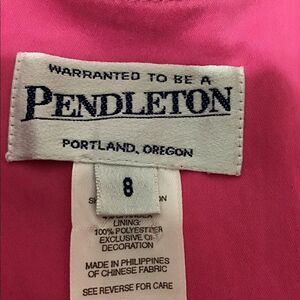 WARRANTED TO BE A
PENDLETON
PORTLAND, OREGON
8
LINING:
100% POLYESTER
EXCLUSIVE OF
DECORATION
MADE IN PHILIPPINES
OF CHINESE FABRIC
SEE REVERSE FOR CARE